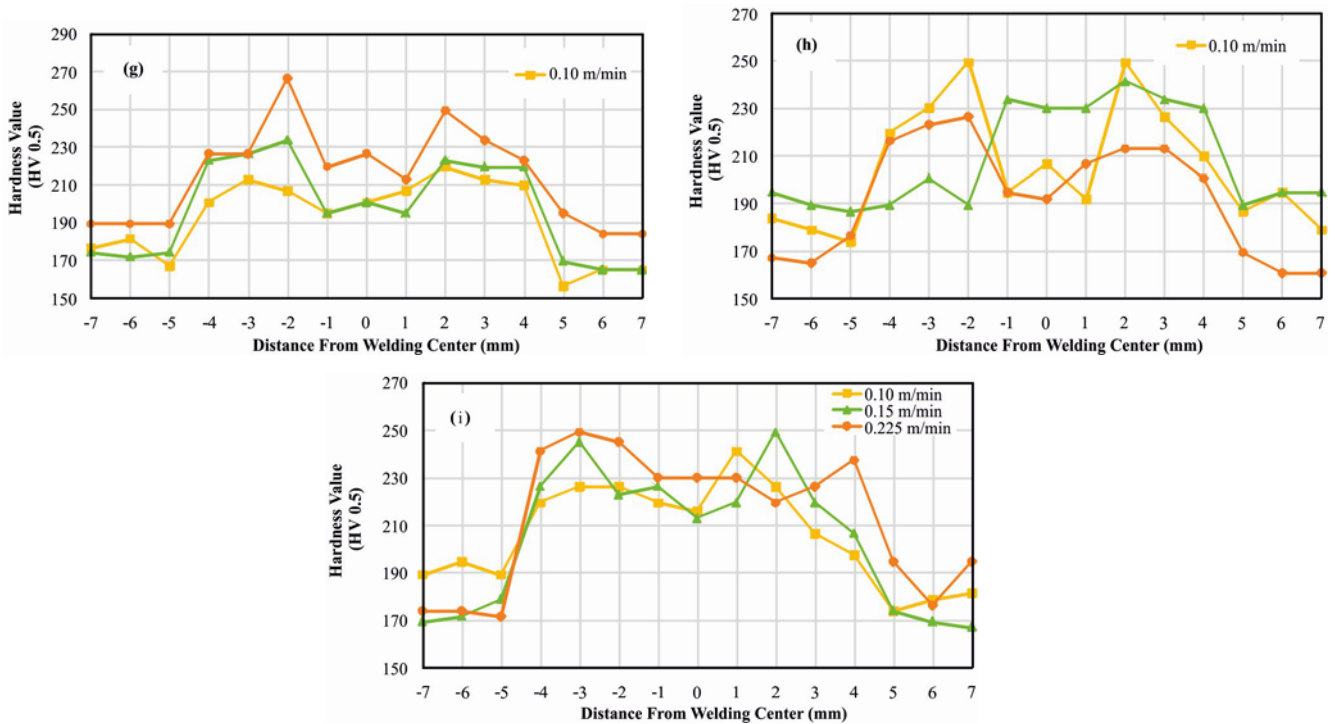 290
270
250
230
210
190
170
150
Hardness Value
(HV 0.5)
(g)
0.10 m/min
-7 -6 -5 -4 -3 -2 -1 0 1 2 3 4 5 6 7
Distance From Welding Center (mm)
270
250
230
210
190
170
150
Hardness Value
(HV 0.5)
(h)
0.10 m/min
-7 -6 -5 -4 -3 -2 -1 0 1 2 3 4 5 6 7
Distance From Welding Center (mm)
270
250
230
210
190
170
150
Hardness Value
(HV 0.5)
(i)
0.10 m/min
0.15 m/min
0.225 m/min
-7 -6 -5 -4 -3 -2 -1 0 1 2 3 4 5 6 7
Distance From Welding Center (mm)